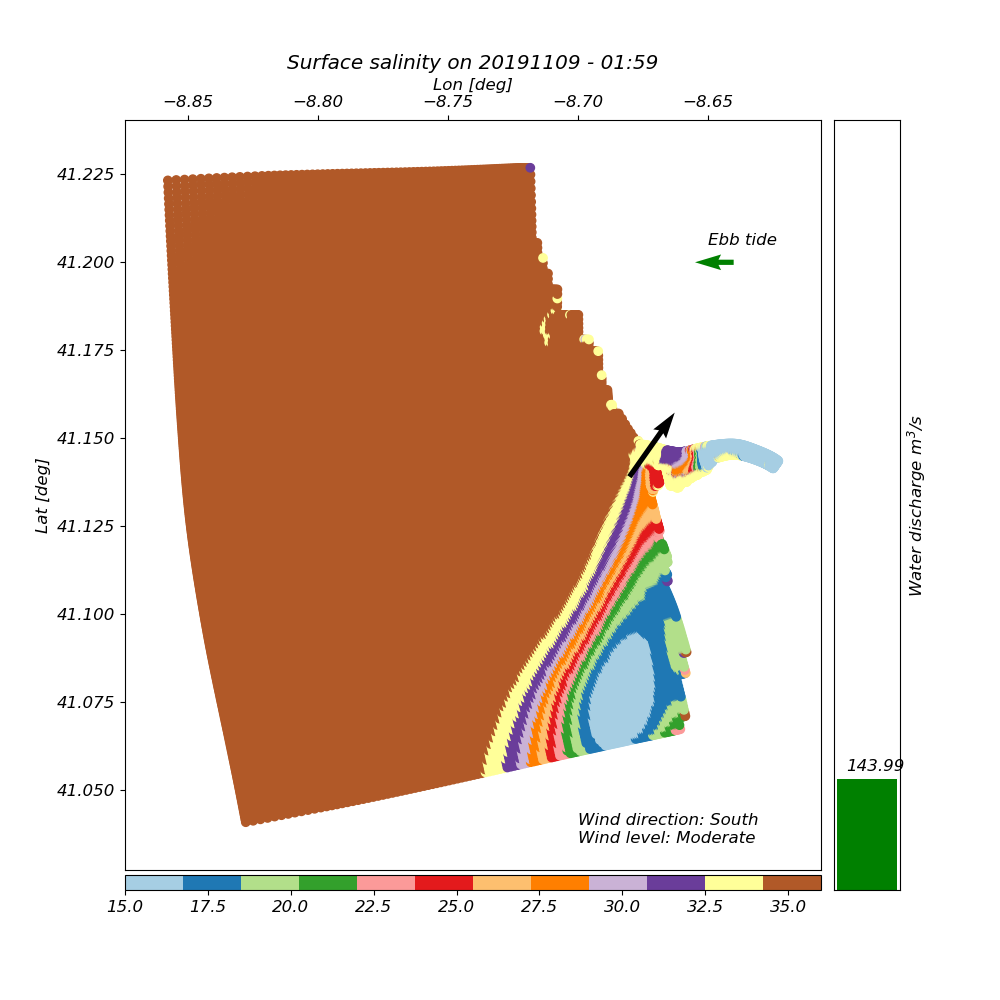 Surface salinity on 20191109 - 01:59
Lon [deg]
−8.85 −8.80 −8.75 −8.70 −8.65
41.225
Ebb tide
41.200
41.175
41.150
Lat [deg]
41.125
41.100
41.075
41.050
Water discharge m³/s
143.99
Wind direction: South
Wind level: Moderate
15.0 17.5 20.0 22.5 25.0 27.5 30.0 32.5 35.0